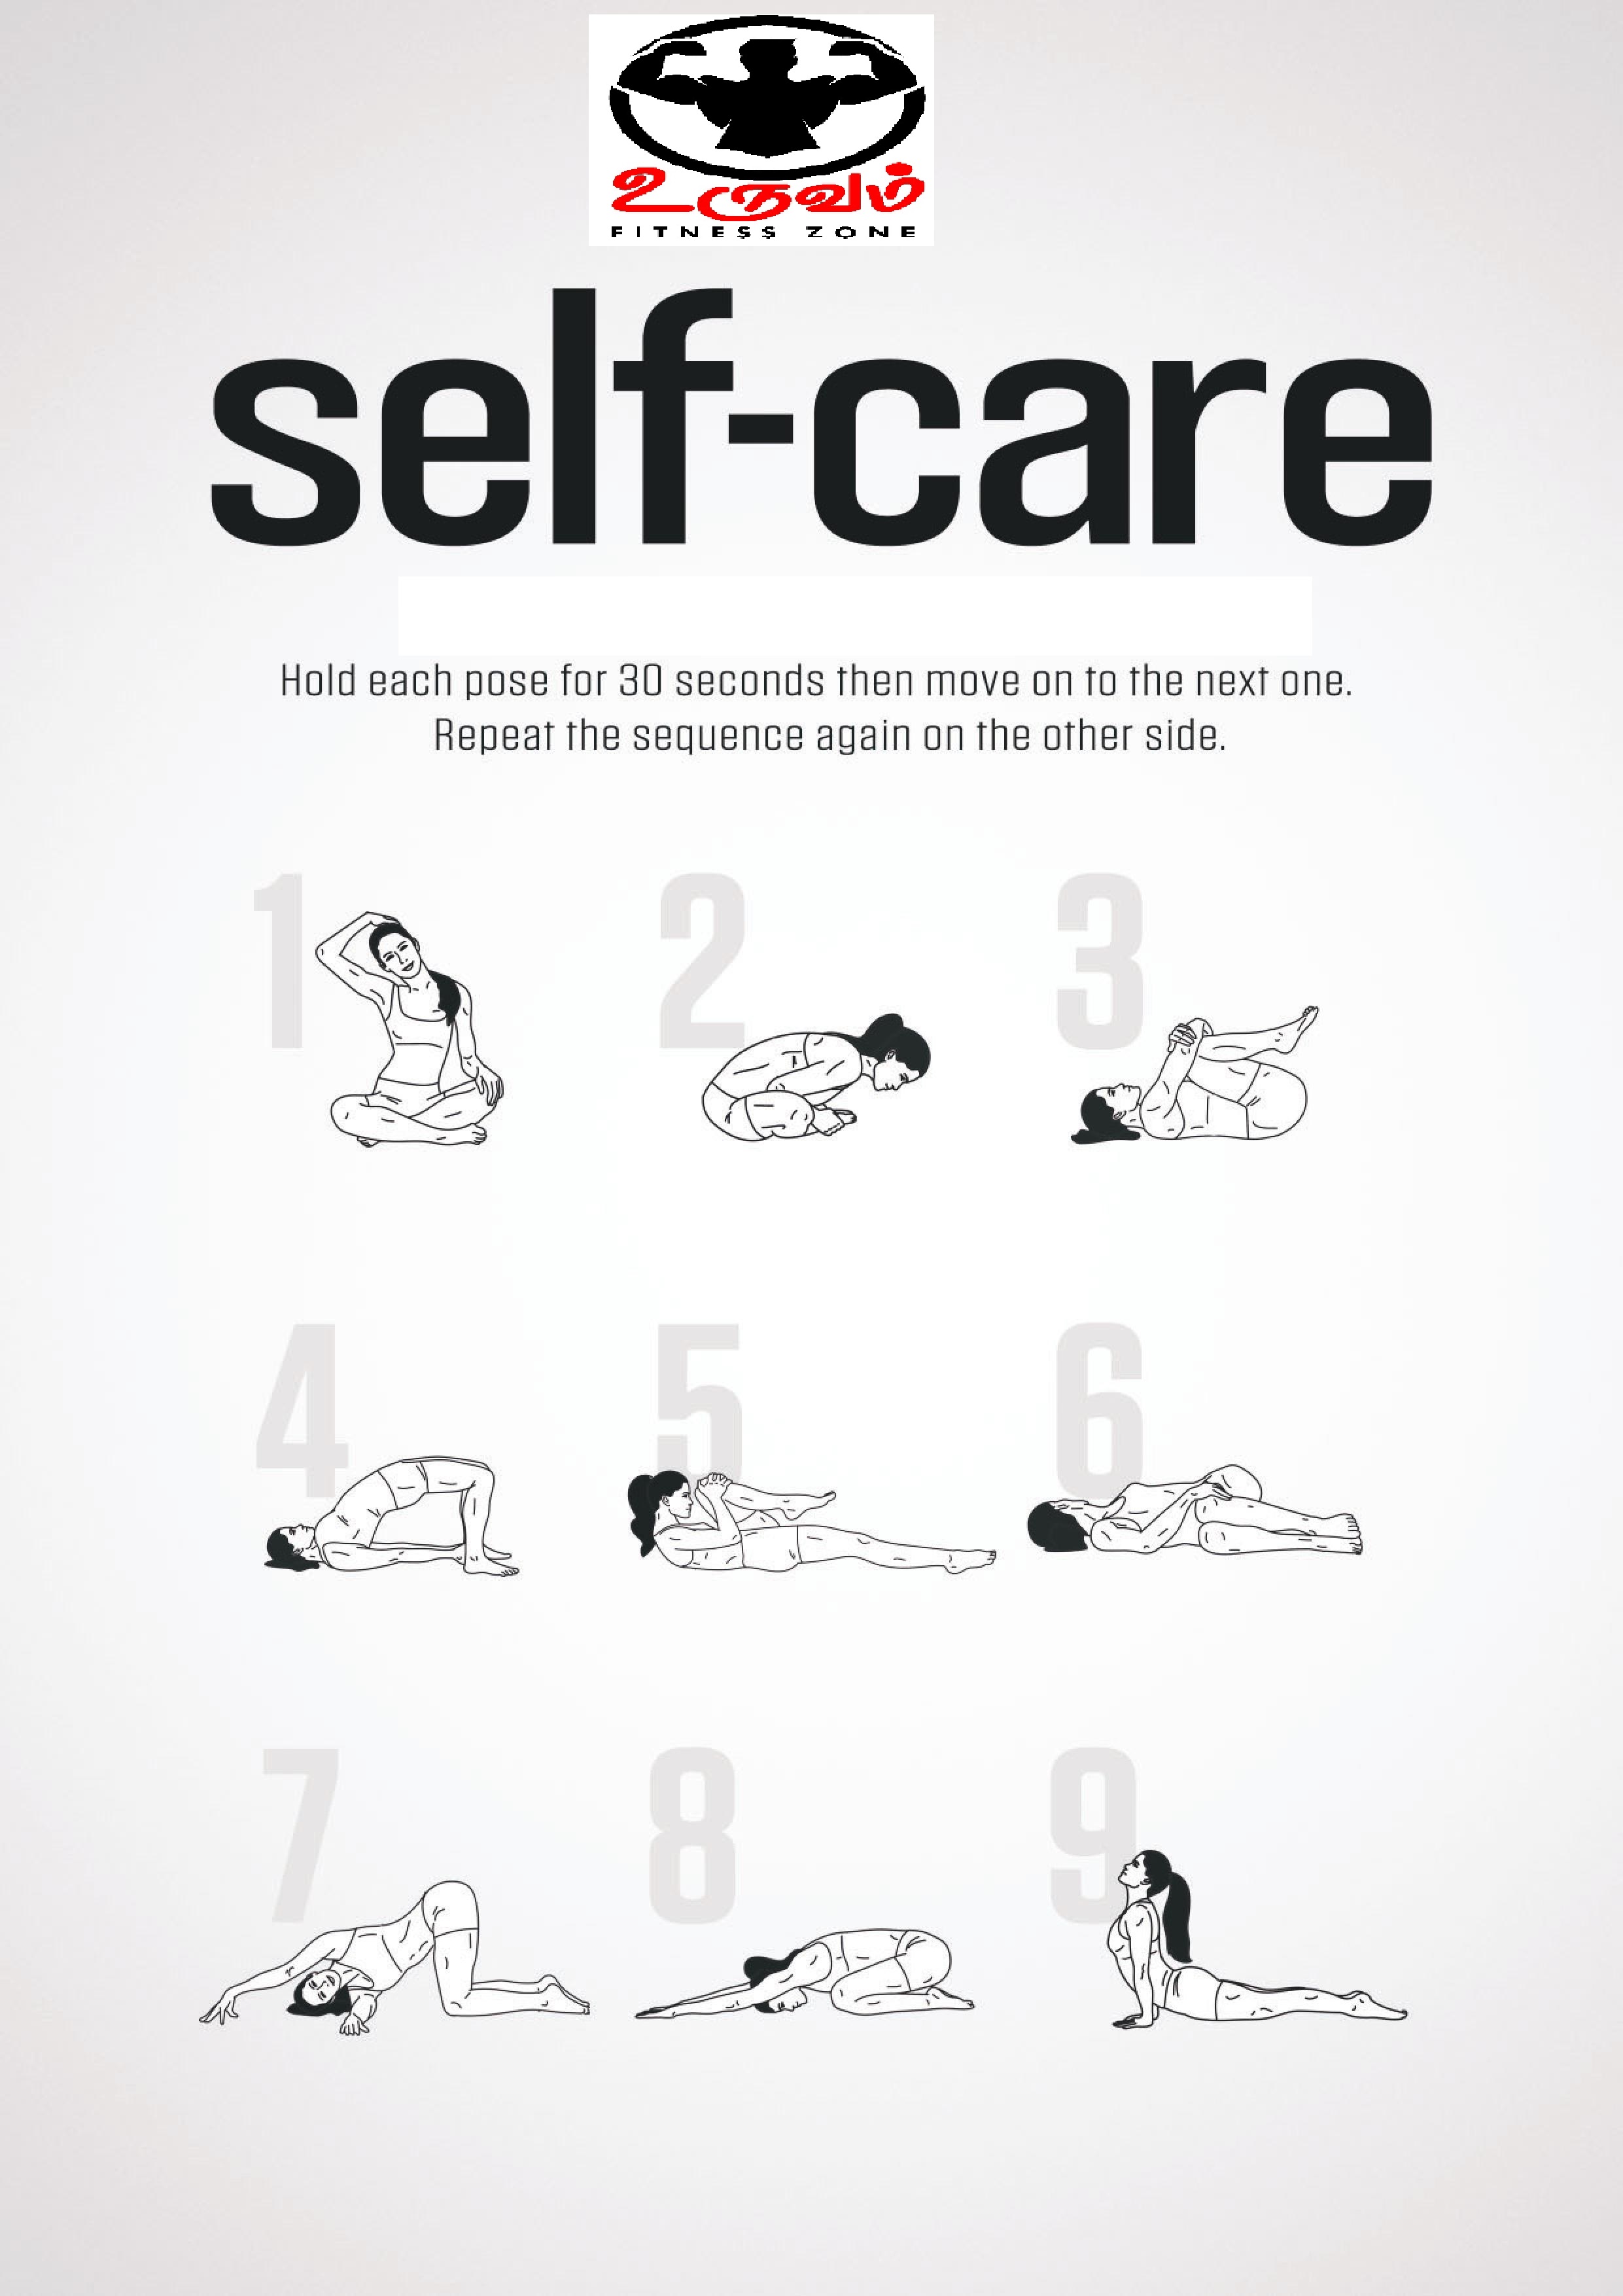 உருவம்
FITNESS ZONE
self-care
Hold each pose for 30 seconds then move on to the next one.
Repeat the sequence again on the other side.
1 2 3
4 5 6
7 8 9